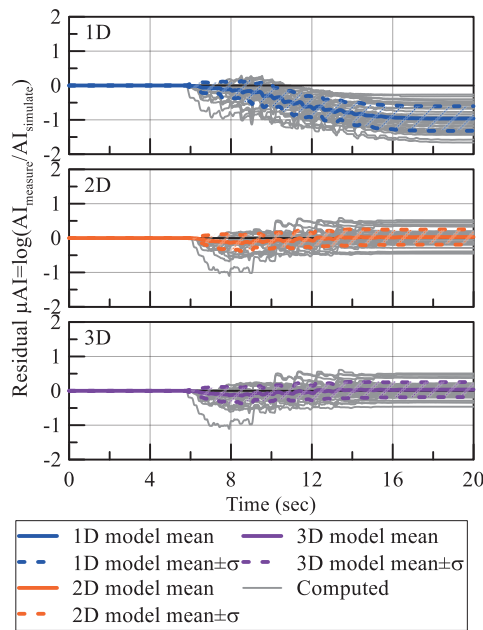 Residual μAI=log(AImeasure/AIsimulate)
2
1D
1
0
-1
2
2
2D
1
0
-1
-2
2
3D
1
0
-1
-2
0 4 8 12 16 20
Time (sec)
1D model mean 3D model mean
1D model mean±σ 3D model mean±σ
2D model mean Computed
2D model mean±σ